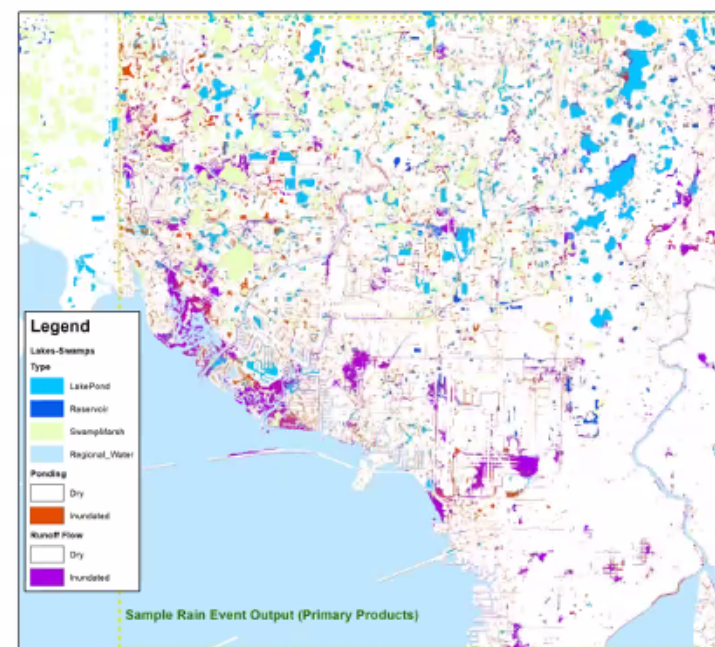 Legend
Lakes-Swamps
Type
LakePond
Reservoir
SwampMarsh
Regional_Water
Ponding
Dry
Inundated
Runoff Flow
Dry
Inundated
Sample Rain Event Output (Primary Products)